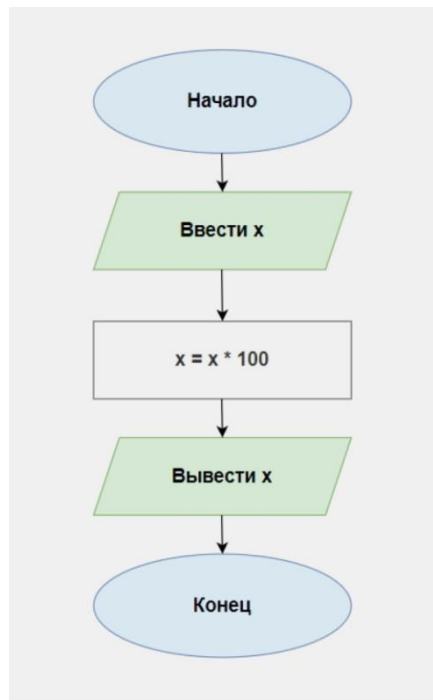 Начало
Ввести x
x = x * 100
Вывести x
Конец